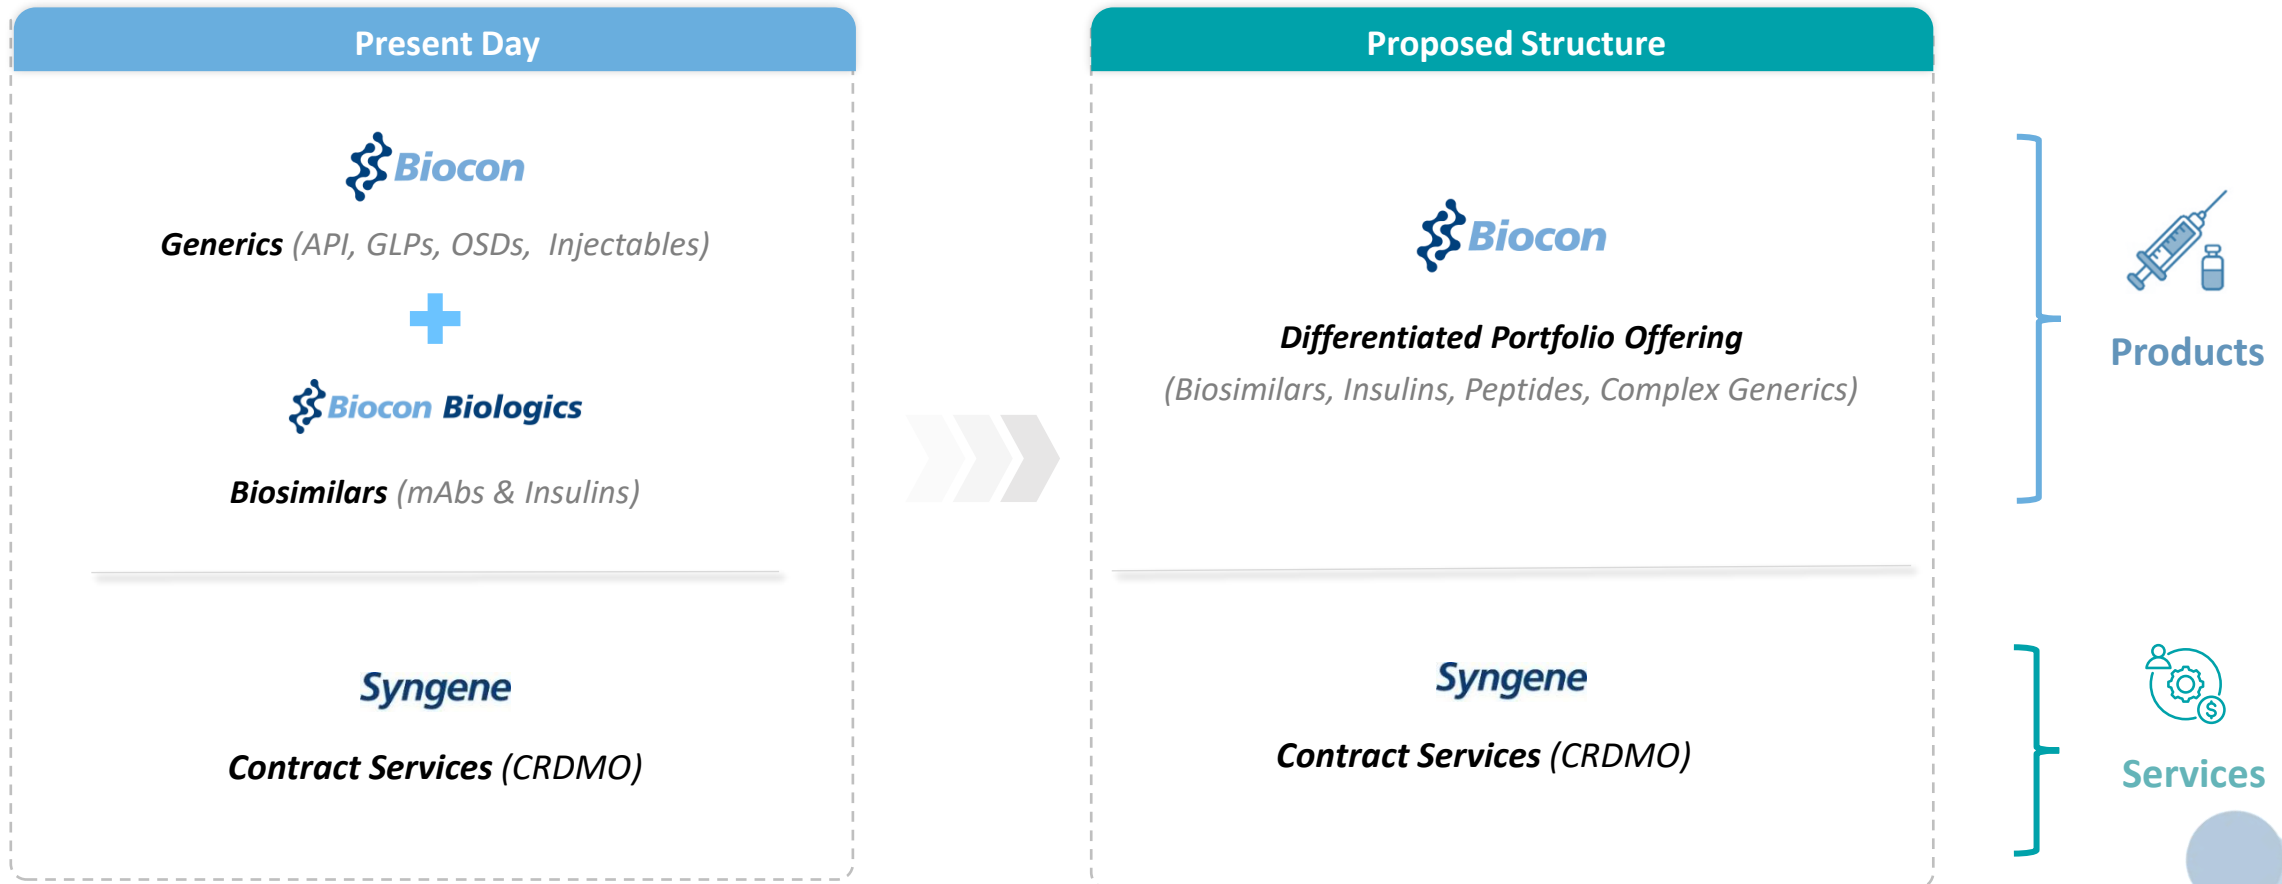 Present Day
Biocon
Generics (API, GLPs, OSDs, Injectables)
Biocon Biologics
Biosimilars (mAbs & Insulins)
Syngene
Contract Services (CRDMO)
Proposed Structure
Biocon
Differentiated Portfolio Offering
(Biosimilars, Insulins, Peptides, Complex Generics)
Syngene
Contract Services (CRDMO)
Products
$
Services